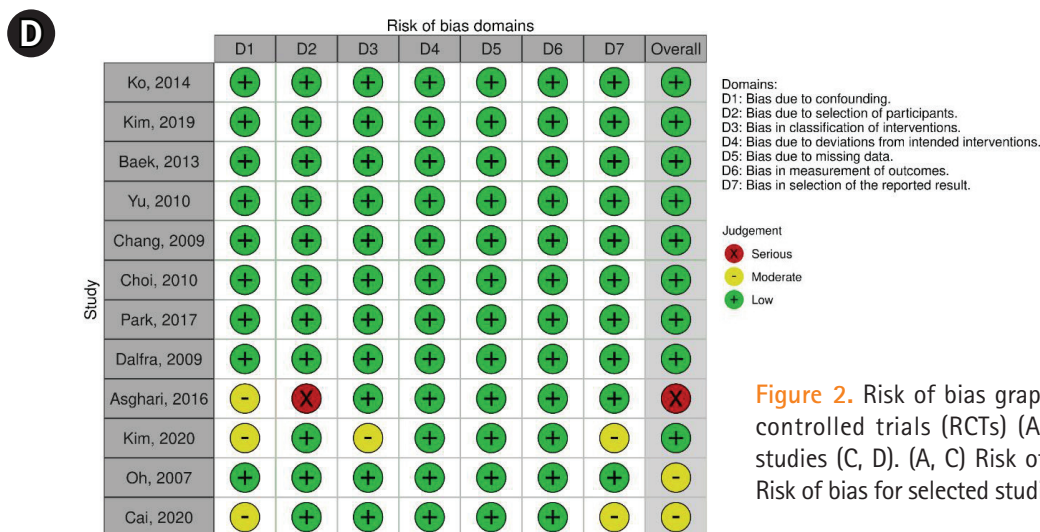 D
Risk of bias domains
D1 D2 D3 D4 D5 D6 D7 Overall
Study
Ko, 2014 + + + + + + + +
Kim, 2019 + + + + + + + +
Baek, 2013 + + + + + + + +
Yu, 2010 + + + + + + + +
Chang, 2009 + + + + + + + +
Choi, 2010 + + + + + + + +
Park, 2017 + + + + + + + +
Dalfra, 2009 + + + + + + + +
Asghari, 2016 - X + + + + + X
Kim, 2020 - + - + + + - +
Oh, 2007 + + + + + + + -
Cai, 2020 - + + + + + - -
Domains:
D1: Bias due to confounding.
D2: Bias due to selection of participants.
D3: Bias in classification of interventions.
D4: Bias due to deviations from intended interventions.
D5: Bias due to missing data.
D6: Bias in measurement of outcomes.
D7: Bias in selection of the reported result.
Judgement
X Serious
- Moderate
+ Low
Figure 2. Risk of bias grap
controlled trials (RCTs) (A
studies (C, D). (A, C) Risk of
Risk of bias for selected studi